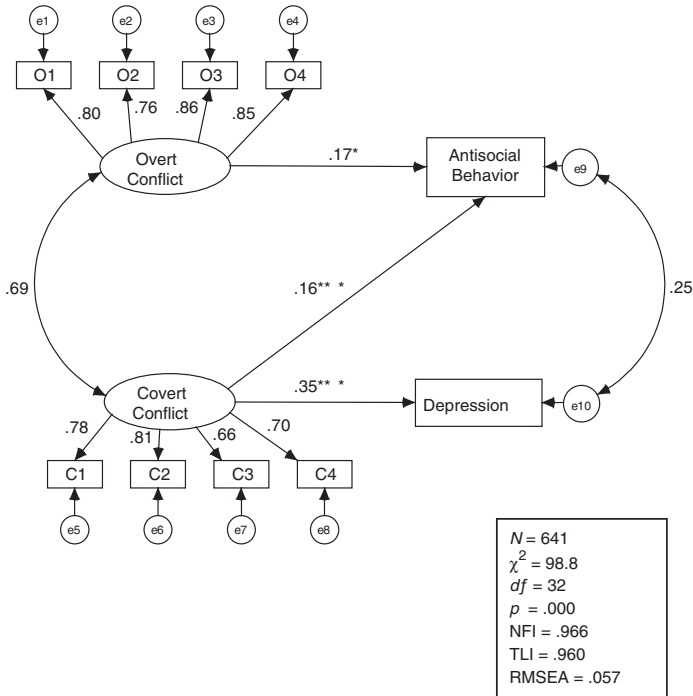 e1
e2
e3
e4
O1
O2
O3
O4
.80
.76
.86
.85
Overt
Conflict
.17*
Antisocial
Behavior
e9
.69
.16** *
.25
Covert
Conflict
.35** *
Depression
e10
.78
.81
.66
.70
C1
C2
C3
C4
e5
e6
e7
e8
N = 641
χ² = 98.8
df = 32
p = .000
NFI = .966
TLI = .960
RMSEA = .057